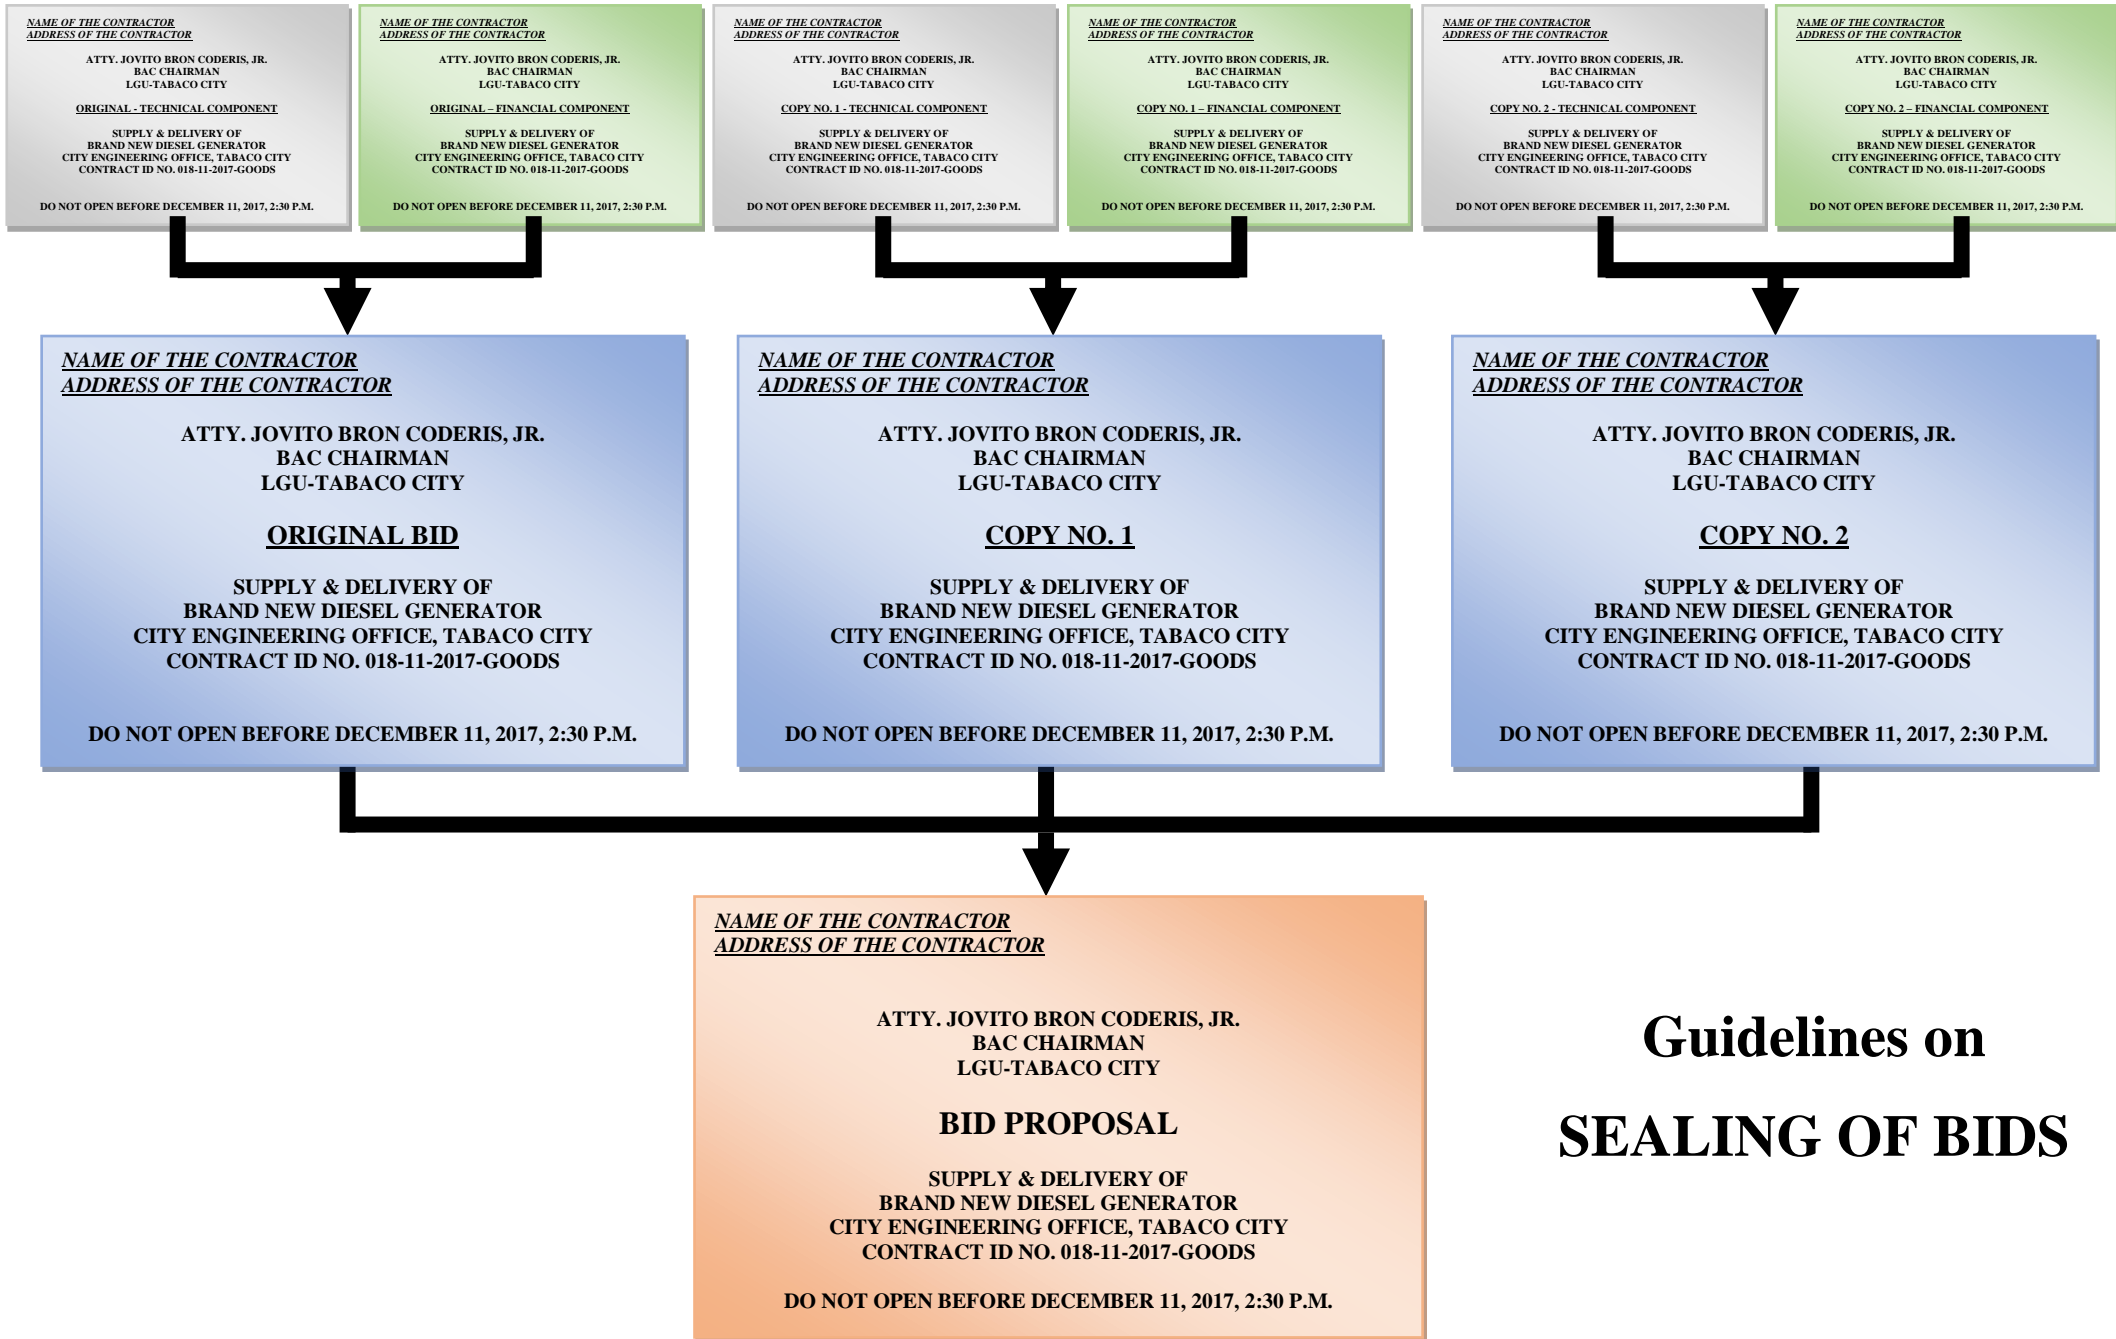 NAME OF THE CONTRACTOR
ADDRESS OF THE CONTRACTOR
ATTY. JOVITO BRON CODERIS, JR.
BAC CHAIRMAN
LGU-TABACO CITY
ORIGINAL - TECHNICAL COMPONENT
SUPPLY & DELIVERY OF
BRAND NEW DIESEL GENERATOR
CITY ENGINEERING OFFICE, TABACO CITY
CONTRACT ID NO. 018-11-2017-GOODS
DO NOT OPEN BEFORE DECEMBER 11, 2017, 2:30 P.M.
NAME OF THE CONTRACTOR
ADDRESS OF THE CONTRACTOR
ATTY. JOVITO BRON CODERIS, JR.
BAC CHAIRMAN
LGU-TABACO CITY
ORIGINAL – FINANCIAL COMPONENT
SUPPLY & DELIVERY OF
BRAND NEW DIESEL GENERATOR
CITY ENGINEERING OFFICE, TABACO CITY
CONTRACT ID NO. 018-11-2017-GOODS
DO NOT OPEN BEFORE DECEMBER 11, 2017, 2:30 P.M.
NAME OF THE CONTRACTOR
ADDRESS OF THE CONTRACTOR
ATTY. JOVITO BRON CODERIS, JR.
BAC CHAIRMAN
LGU-TABACO CITY
COPY NO. 1 - TECHNICAL COMPONENT
SUPPLY & DELIVERY OF
BRAND NEW DIESEL GENERATOR
CITY ENGINEERING OFFICE, TABACO CITY
CONTRACT ID NO. 018-11-2017-GOODS
DO NOT OPEN BEFORE DECEMBER 11, 2017, 2:30 P.M.
NAME OF THE CONTRACTOR
ADDRESS OF THE CONTRACTOR
ATTY. JOVITO BRON CODERIS, JR.
BAC CHAIRMAN
LGU-TABACO CITY
COPY NO. 1 – FINANCIAL COMPONENT
SUPPLY & DELIVERY OF
BRAND NEW DIESEL GENERATOR
CITY ENGINEERING OFFICE, TABACO CITY
CONTRACT ID NO. 018-11-2017-GOODS
DO NOT OPEN BEFORE DECEMBER 11, 2017, 2:30 P.M.
NAME OF THE CONTRACTOR
ADDRESS OF THE CONTRACTOR
ATTY. JOVITO BRON CODERIS, JR.
BAC CHAIRMAN
LGU-TABACO CITY
COPY NO. 2 - TECHNICAL COMPONENT
SUPPLY & DELIVERY OF
BRAND NEW DIESEL GENERATOR
CITY ENGINEERING OFFICE, TABACO CITY
CONTRACT ID NO. 018-11-2017-GOODS
DO NOT OPEN BEFORE DECEMBER 11, 2017, 2:30 P.M.
NAME OF THE CONTRACTOR
ADDRESS OF THE CONTRACTOR
ATTY. JOVITO BRON CODERIS, JR.
BAC CHAIRMAN
LGU-TABACO CITY
COPY NO. 2 – FINANCIAL COMPONENT
SUPPLY & DELIVERY OF
BRAND NEW DIESEL GENERATOR
CITY ENGINEERING OFFICE, TABACO CITY
CONTRACT ID NO. 018-11-2017-GOODS
DO NOT OPEN BEFORE DECEMBER 11, 2017, 2:30 P.M.
NAME OF THE CONTRACTOR
ADDRESS OF THE CONTRACTOR
ATTY. JOVITO BRON CODERIS, JR.
BAC CHAIRMAN
LGU-TABACO CITY
ORIGINAL BID
SUPPLY & DELIVERY OF
BRAND NEW DIESEL GENERATOR
CITY ENGINEERING OFFICE, TABACO CITY
CONTRACT ID NO. 018-11-2017-GOODS
DO NOT OPEN BEFORE DECEMBER 11, 2017, 2:30 P.M.
NAME OF THE CONTRACTOR
ADDRESS OF THE CONTRACTOR
ATTY. JOVITO BRON CODERIS, JR.
BAC CHAIRMAN
LGU-TABACO CITY
COPY NO. 1
SUPPLY & DELIVERY OF
BRAND NEW DIESEL GENERATOR
CITY ENGINEERING OFFICE, TABACO CITY
CONTRACT ID NO. 018-11-2017-GOODS
DO NOT OPEN BEFORE DECEMBER 11, 2017, 2:30 P.M.
NAME OF THE CONTRACTOR
ADDRESS OF THE CONTRACTOR
ATTY. JOVITO BRON CODERIS, JR.
BAC CHAIRMAN
LGU-TABACO CITY
COPY NO. 2
SUPPLY & DELIVERY OF
BRAND NEW DIESEL GENERATOR
CITY ENGINEERING OFFICE, TABACO CITY
CONTRACT ID NO. 018-11-2017-GOODS
DO NOT OPEN BEFORE DECEMBER 11, 2017, 2:30 P.M.
NAME OF THE CONTRACTOR
ADDRESS OF THE CONTRACTOR
ATTY. JOVITO BRON CODERIS, JR.
BAC CHAIRMAN
LGU-TABACO CITY
BID PROPOSAL
SUPPLY & DELIVERY OF
BRAND NEW DIESEL GENERATOR
CITY ENGINEERING OFFICE, TABACO CITY
CONTRACT ID NO. 018-11-2017-GOODS
DO NOT OPEN BEFORE DECEMBER 11, 2017, 2:30 P.M.
Guidelines on
SEALING OF BIDS